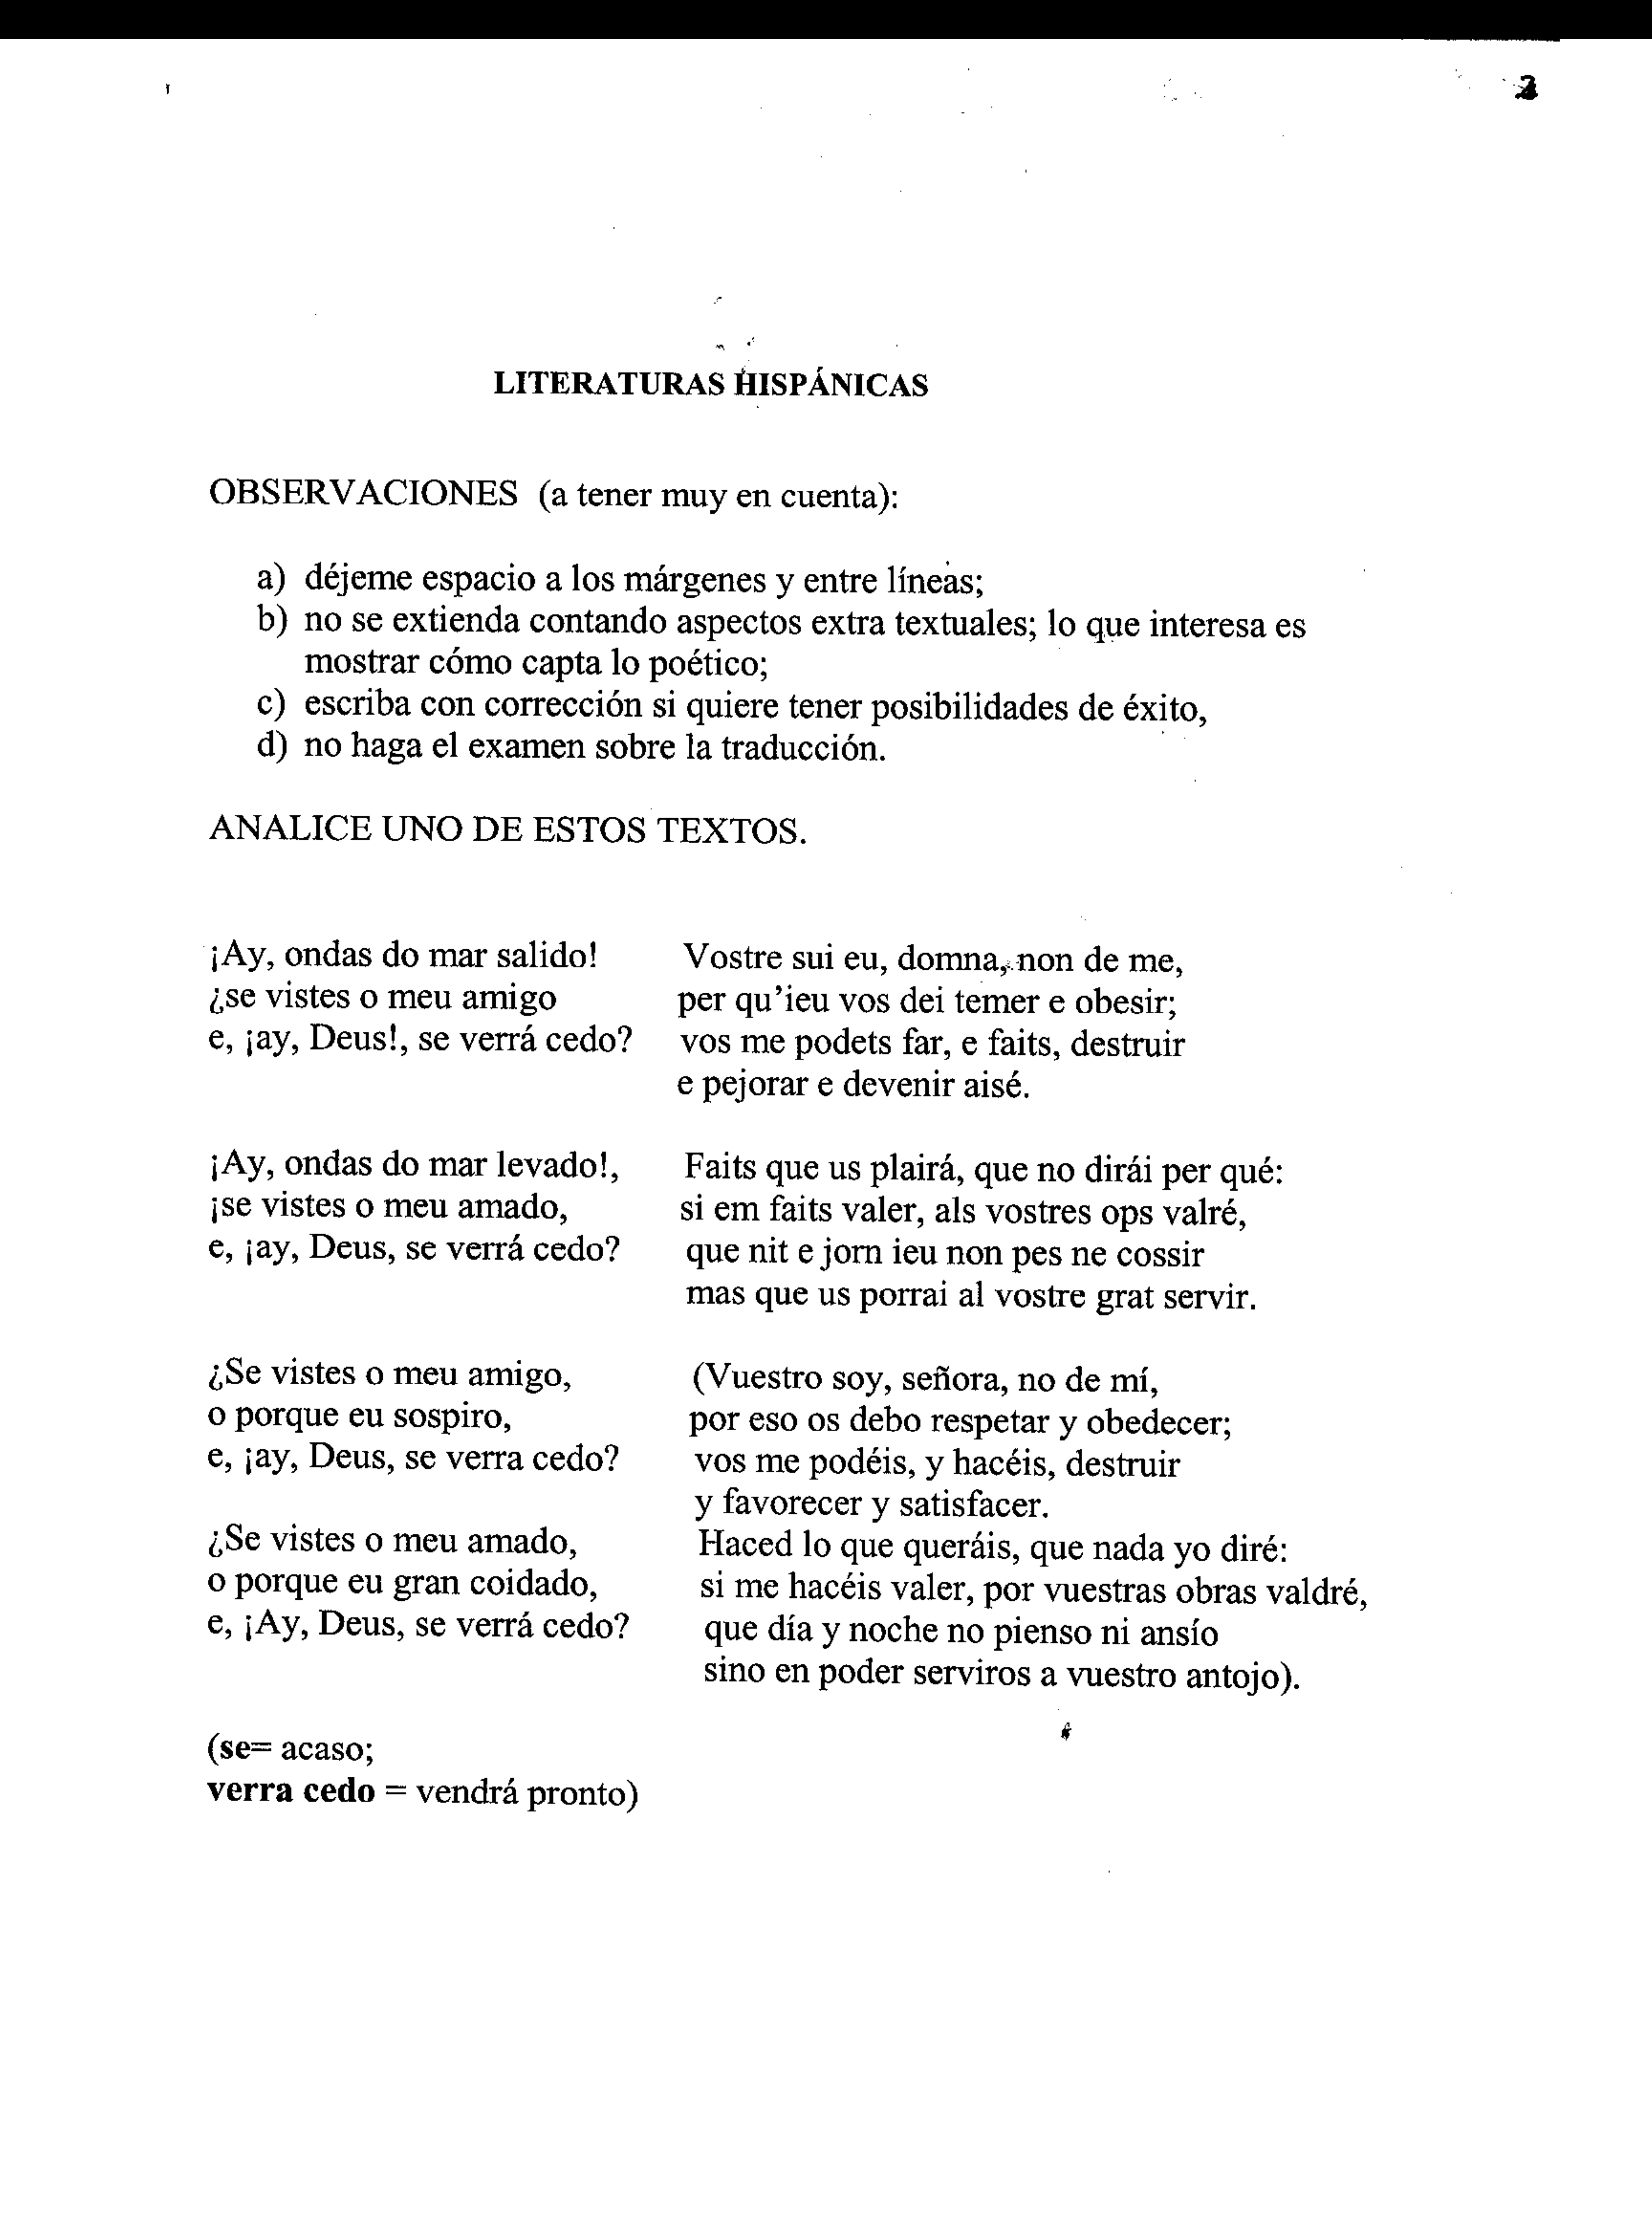 LITERATURAS HISPÁNICAS
OBSERVACIONES (a tener muy en cuenta):
a) déjeme espacio a los márgenes y entre líneas;
b) no se extienda contando aspectos extra textuales; lo que interesa es
mostrar cómo capta lo poético;
c) escriba con corrección si quiere tener posibilidades de éxito,
d) no haga el examen sobre la traducción.
ANALICE UNO DE ESTOS TEXTOS.
¡Ay, ondas do mar salido!
¿se vistes o meu amigo
e, ¡ay, Deus!, se verrá cedo?
¡Ay, ondas do mar levado!,
¡se vistes o meu amado,
e, ¡ay, Deus, se verrá cedo?
¿Se vistes o meu amigo,
o porque eu sospiro,
e, ¡ay, Deus, se verra cedo?
¿Se vistes o meu amado,
o porque eu gran coidado,
e, ¡Ay, Deus, se verrá cedo?
(se= acaso;
verra cedo = vendrá pronto)
Vostre sui eu, domna, non de me,
per qu'ieu vos dei temer e obesir;
vos me podets far, e faits, destruir
e pejorar e devenir aisé.
Faits que us plairá, que no dirái per qué:
si em faits valer, als vostres ops valré,
que nit e jorn ieu non pes ne cossir
mas que us porrai al vostre grat servir.
(Vuestro soy, señora, no de mí,
por eso os debo respetar y obedecer;
vos me podéis, y hacéis, destruir
y favorecer y satisfacer.
Haced lo que queráis, que nada yo diré:
si me hacéis valer, por vuestras obras valdré,
que día y noche no pienso ni ansío
sino en poder serviros a vuestro antojo).